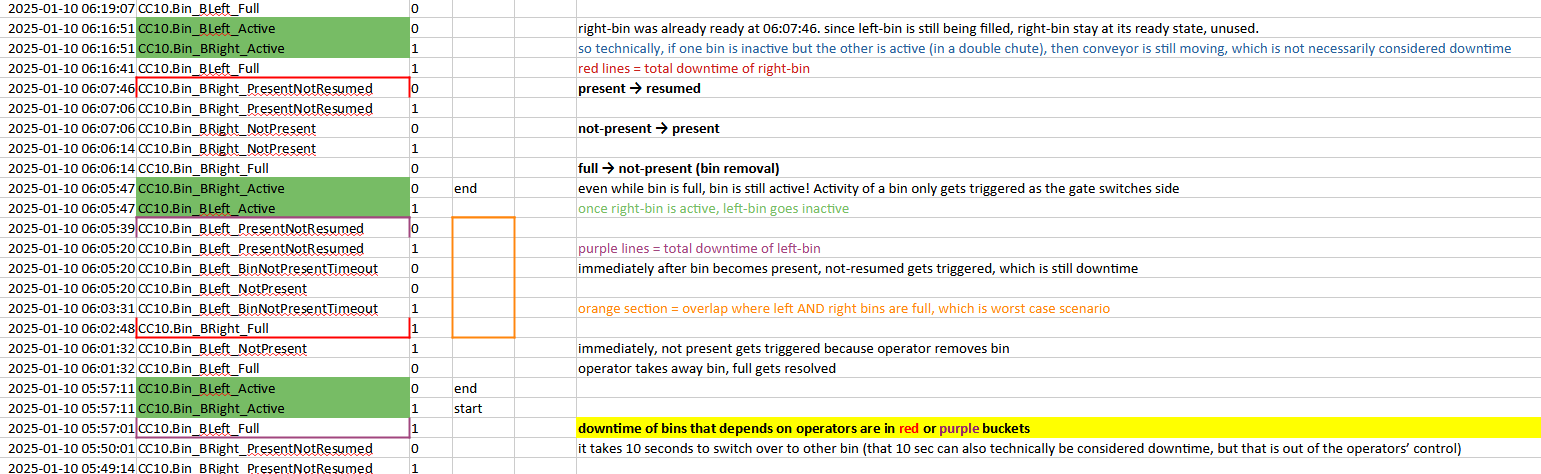 2025-01-10 06:19:07 CC10.Bin_BLeft_Full 0
2025-01-10 06:16:51 CC10.Bin_BLeft_Active 0 right-bin was already ready at 06:07:46. since left-bin is still being filled, right-bin stay at its ready state, unused.
2025-01-10 06:16:51 CC10.Bin_BRight_Active 1 so technically, if one bin is inactive but the other is active (in a double chute), then conveyor is still moving, which is not necessarily considered downtime
2025-01-10 06:16:41 CC10.Bin_BLeft_Full 1 red lines = total downtime of right-bin
2025-01-10 06:07:46 CC10.Bin_BRight_PresentNotResumed 0 present → resumed
2025-01-10 06:07:06 CC10.Bin_BRight_PresentNotResumed 1
2025-01-10 06:07:06 CC10.Bin_BRight_NotPresent 0 not-present → present
2025-01-10 06:06:14 CC10.Bin_BRight_NotPresent 1
2025-01-10 06:06:14 CC10.Bin_BRight_Full 0 full → not-present (bin removal)
2025-01-10 06:05:47 CC10.Bin_BRight_Active 0 end even while bin is full, bin is still active! Activity of a bin only gets triggered as the gate switches side
2025-01-10 06:05:47 CC10.Bin_BLeft_Active 1 once right-bin is active, left-bin goes inactive
2025-01-10 06:05:39 CC10.Bin_BLeft_PresentNotResumed 0
2025-01-10 06:05:20 CC10.Bin_BLeft_PresentNotResumed 1 purple lines = total downtime of left-bin
2025-01-10 06:05:20 CC10.Bin_BLeft_BinNotPresentTimeout 0 immediately after bin becomes present, not-resumed gets triggered, which is still downtime
2025-01-10 06:05:20 CC10.Bin_BLeft_NotPresent 0
2025-01-10 06:03:31 CC10.Bin_BLeft_BinNotPresentTimeout 1 orange section = overlap where left AND right bins are full, which is worst case scenario
2025-01-10 06:02:48 CC10.Bin_BRight_Full 1
2025-01-10 06:01:32 CC10.Bin_BLeft_NotPresent 1 immediately, not present gets triggered because operator removes bin
2025-01-10 06:01:32 CC10.Bin_BLeft_Full 0 operator takes away bin, full gets resolved
2025-01-10 05:57:11 CC10.Bin_BLeft_Active 0 end
2025-01-10 05:57:11 CC10.Bin_BRight_Active 1 start
2025-01-10 05:57:01 CC10.Bin_BLeft_Full 1 downtime of bins that depends on operators are in red or purple buckets
2025-01-10 05:50:01 CC10.Bin_BRight_PresentNotResumed 0 it takes 10 seconds to switch over to other bin (that 10 sec can also technically be considered downtime, but that is out of the operators' control)
2025-01-10 05:49:14 CC10.Bin_BRight_PresentNotResumed 1